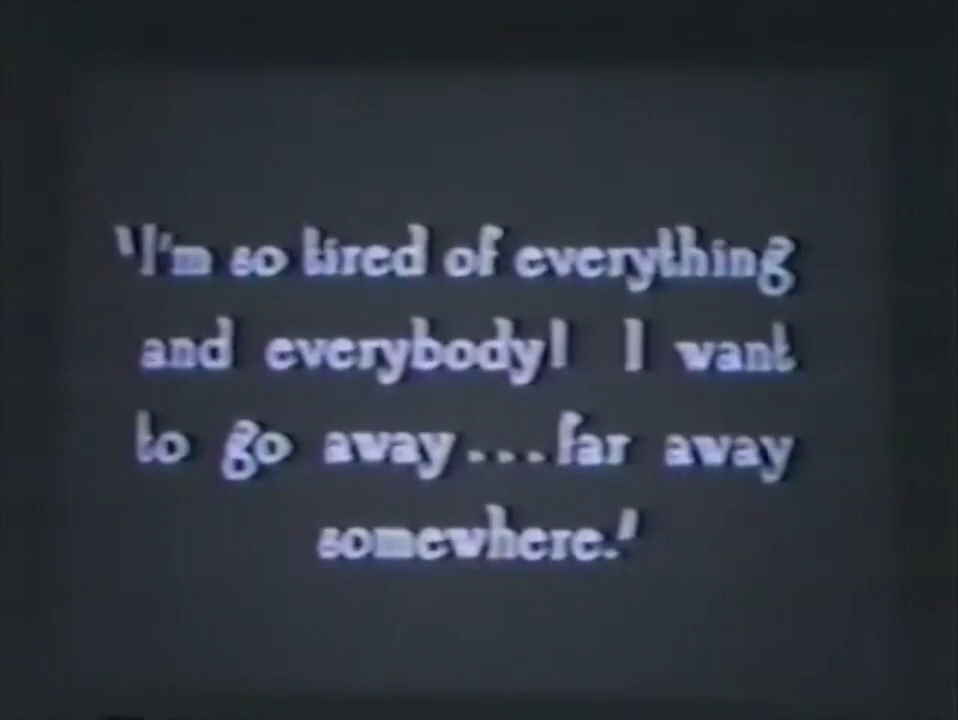 "I'm so tired of everything
and everybody! I want
to go away...far away
somewhere."